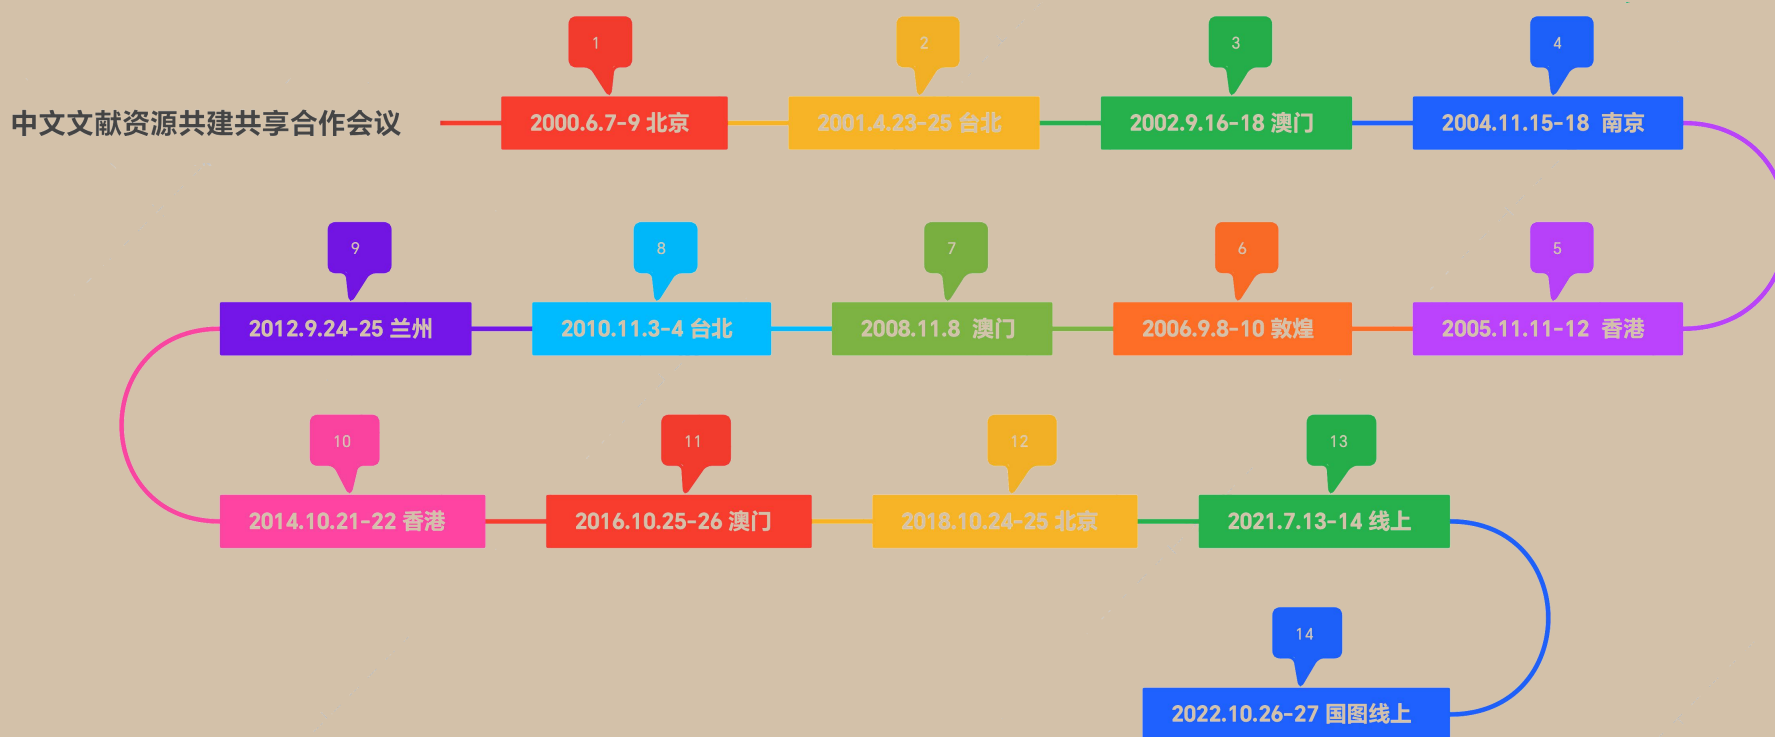 中文文献资源共建共享合作会议
1
2000.6.7-9 北京
2
2001.4.23-25 台北
3
2002.9.16-18 澳门
4
2004.11.15-18 南京
5
2005.11.11-12 香港
6
2006.9.8-10 敦煌
7
2008.11.8 澳门
8
2010.11.3-4 台北
9
2012.9.24-25 兰州
10
2014.10.21-22 香港
11
2016.10.25-26 澳门
12
2018.10.24-25 北京
13
2021.7.13-14 线上
14
2022.10.26-27 国图线上